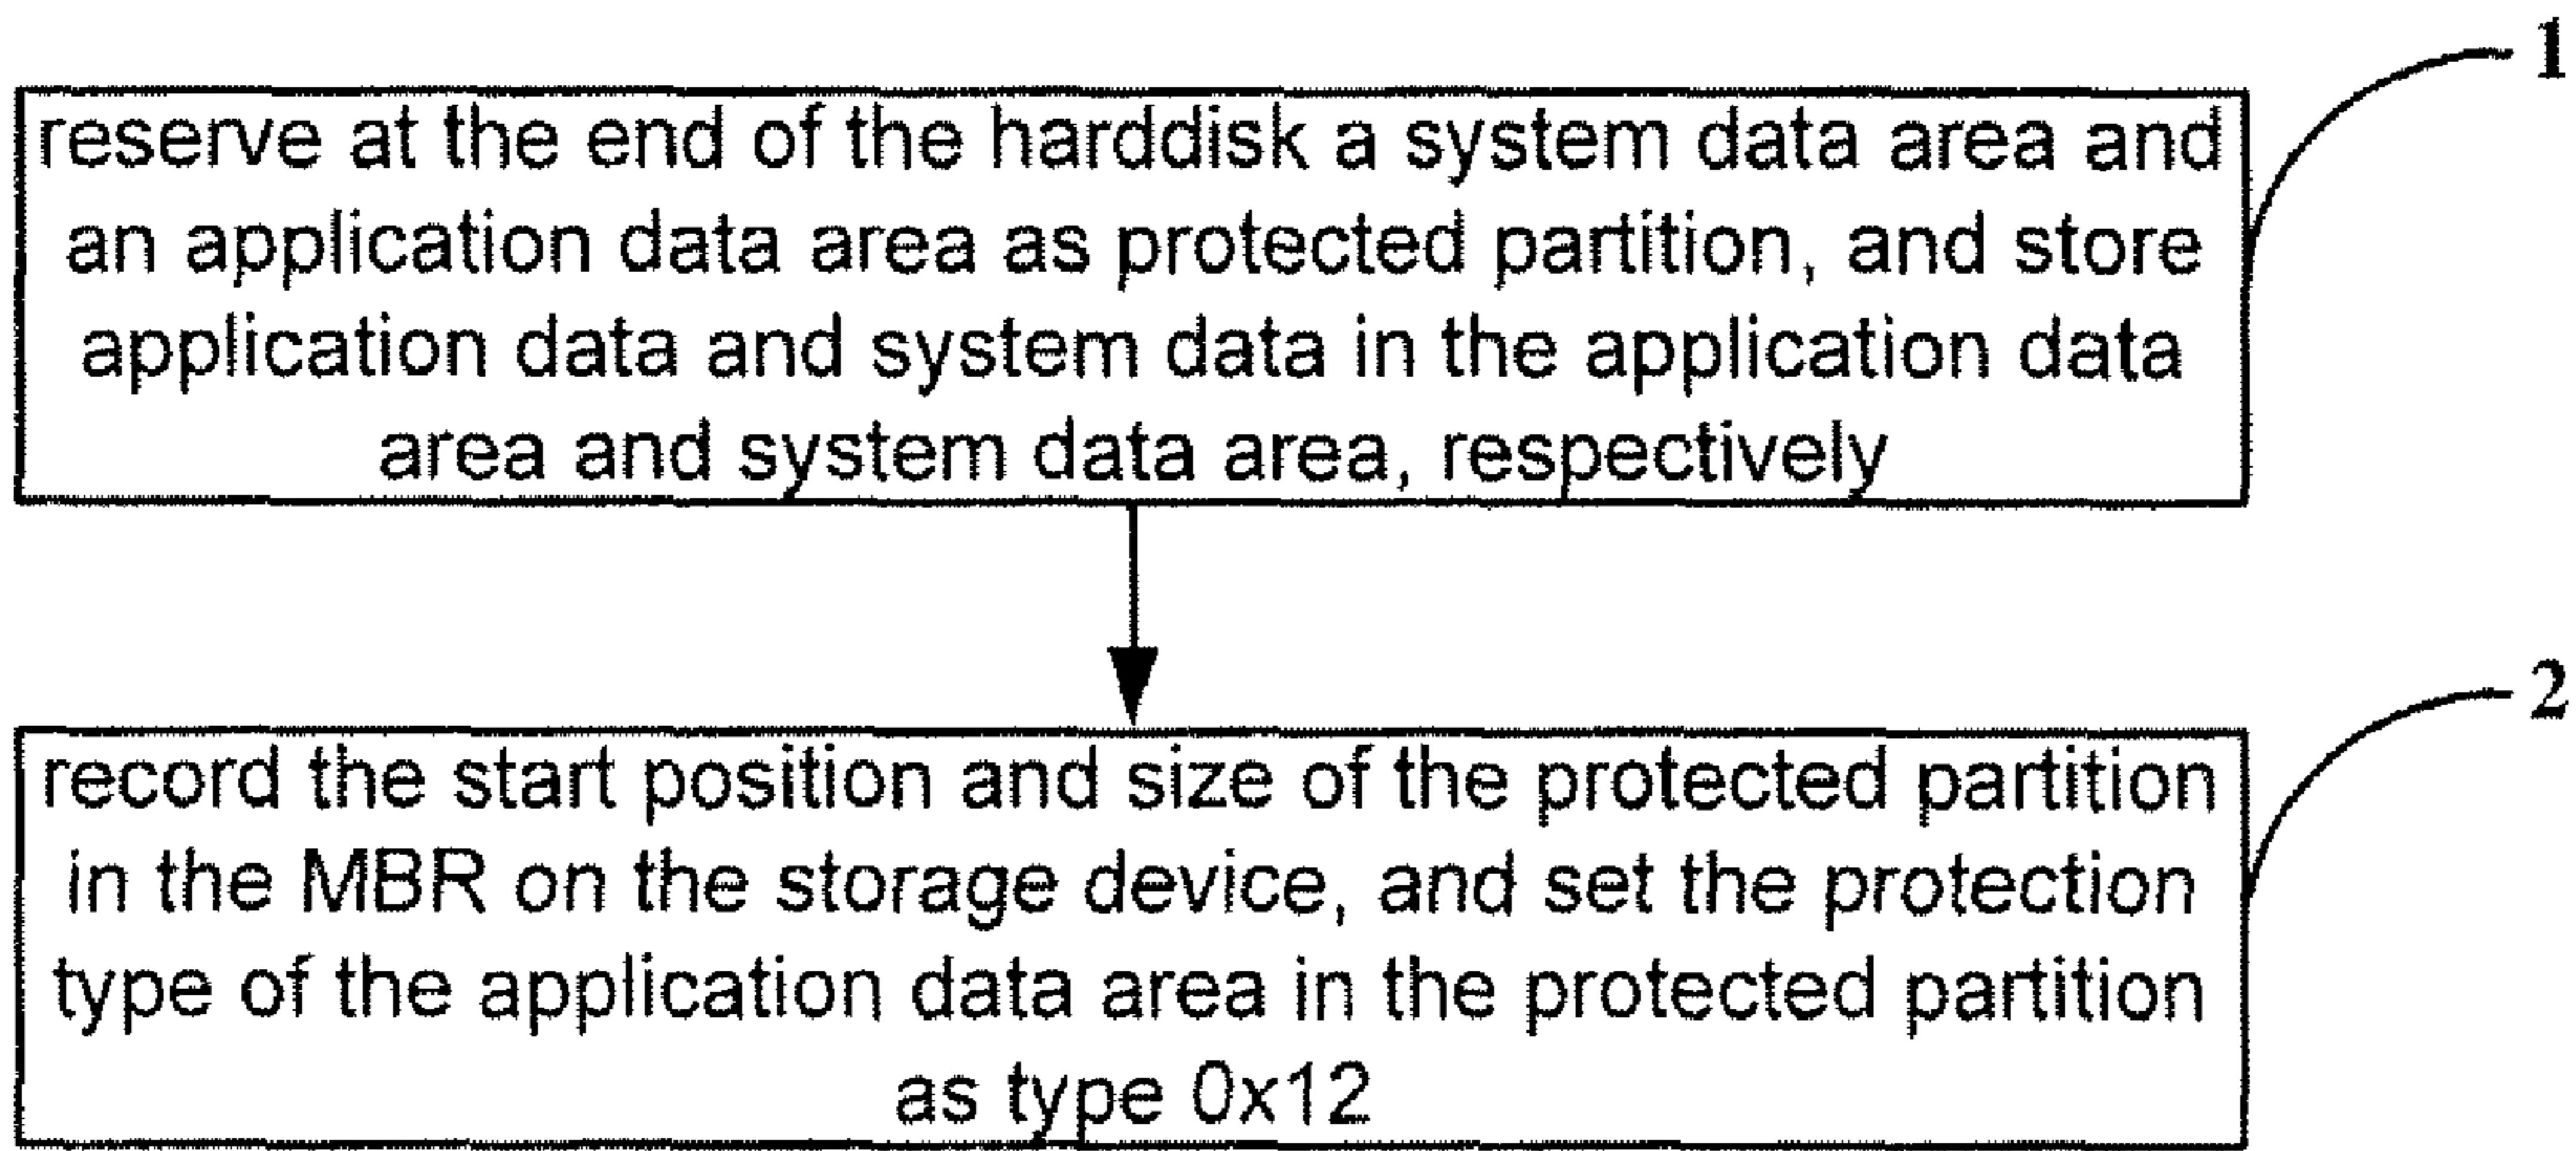 1
reserve at the end of the harddisk a system data area and
an application data area as protected partition, and store
application data and system data in the application data
area and system data area, respectively
2
record the start position and size of the protected partition
in the MBR on the storage device, and set the protection
type of the application data area in the protected partition
as type 0x12